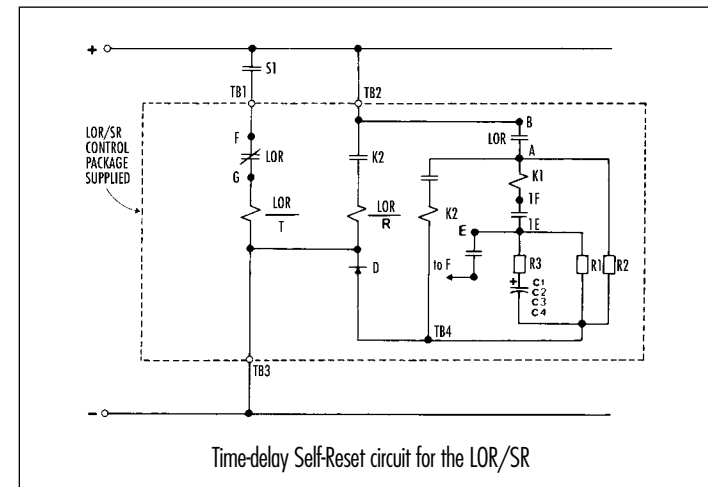 +
S1
TB1
TB2
LOR/SR
CONTROL
PACKAGE
SUPPLIED
F
LOR
G
LOR
T
K2
LOR
R
B
LOR
A
K1
1F
1E
K2
E
to F
D
R3
+
C1
C2
C3
C4
R1
R2
TB4
TB3
-
Time-delay Self-Reset circuit for the LOR/SR